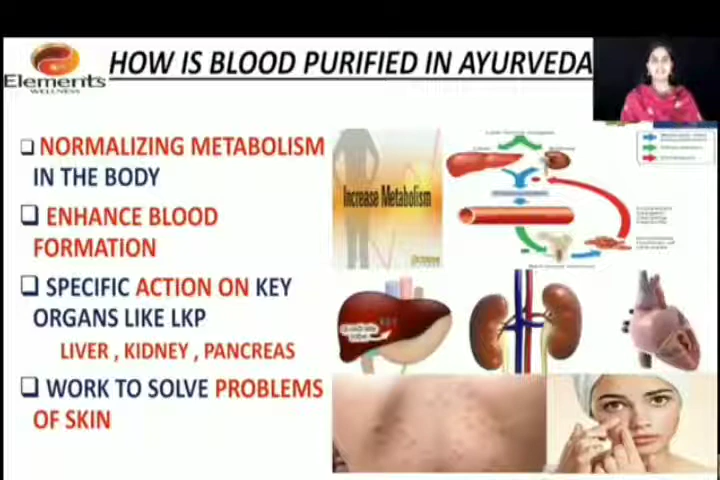 HOW IS BLOOD PURIFIED IN AYURVEDA
Elements
WELLNESS
❑ NORMALIZING METABOLISM
IN THE BODY
❑ ENHANCE BLOOD
FORMATION
❑ SPECIFIC ACTION ON KEY
ORGANS LIKE LKP
LIVER , KIDNEY , PANCREAS
❑ WORK TO SOLVE PROBLEMS
OF SKIN
Increase Metabolism